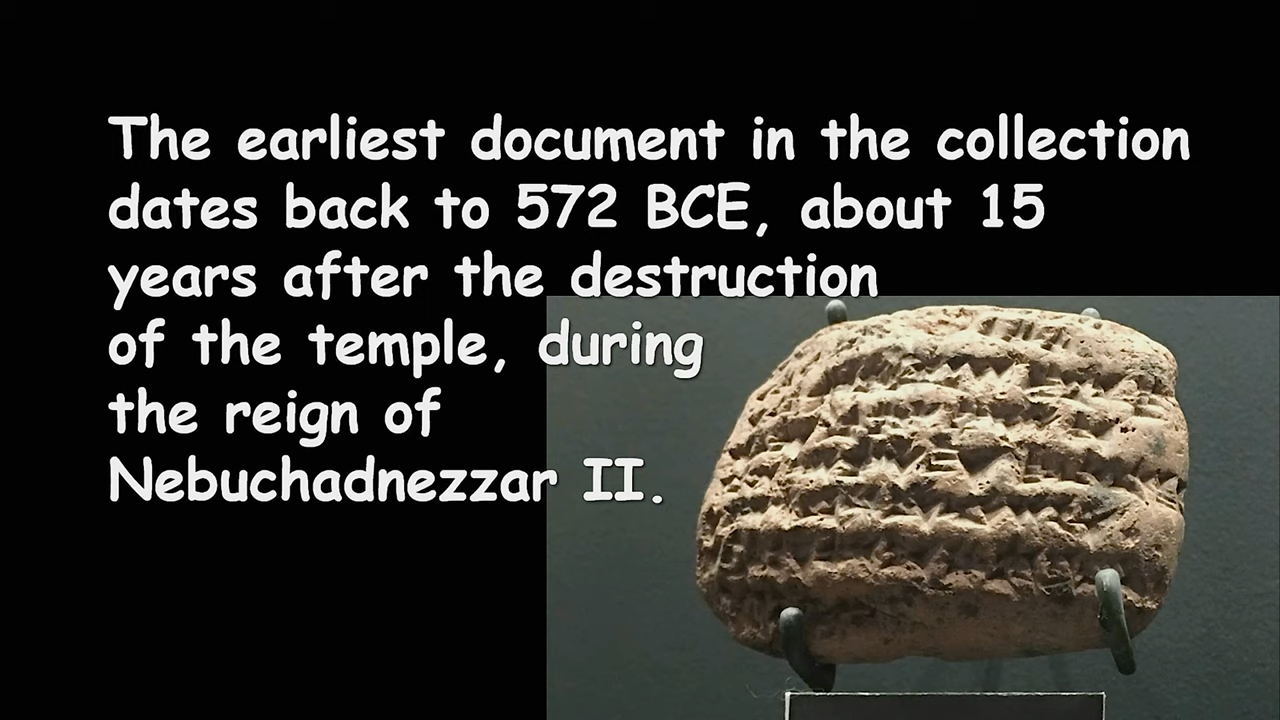 The earliest document in the collection
dates back to 572 BCE, about 15
years after the destruction
of the temple, during
the reign of
Nebuchadnezzar II.